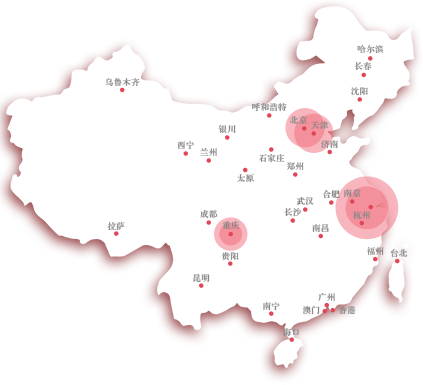 哈尔滨
长春
乌鲁木齐
沈阳
呼和浩特
北京
天津
银川
济南
西宁
兰州
石家庄
郑州
太原
合肥
南京
武汉
成都
长沙
杭州
重庆
拉萨
南昌
福州
台北
贵阳
昆明
广州
南宁
澳门
香港
海口